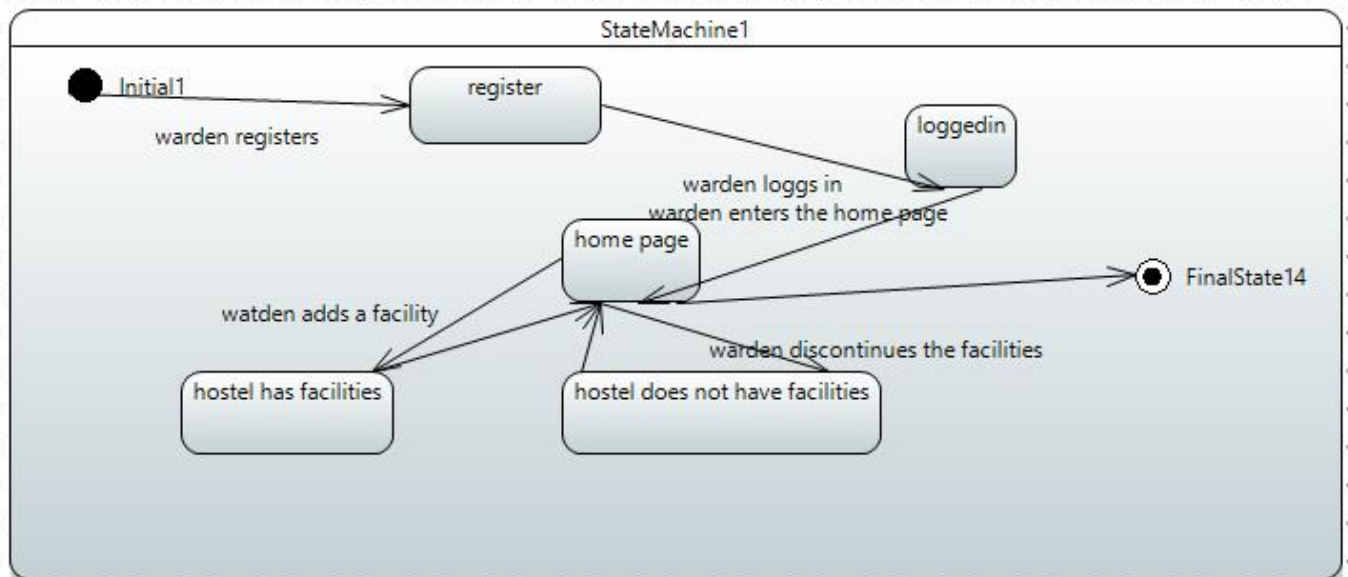 StateMachine1
Initial1
register
warden registers
loggedin
warden loggs in
warden enters the home page
home page
FinalState14
watden adds a facility
warden discontinues the facilities
hostel has facilities
hostel does not have facilities